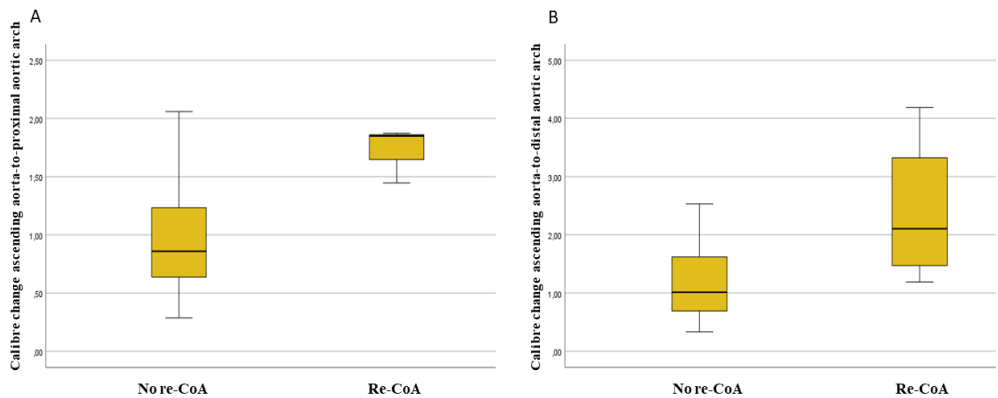 A
Calibre change ascending aorta-to-proximal aortic arch
2,50
2,00
1,50
1,00
,50
,00
No re-CoA
Re-CoA
B
Calibre change ascending aorta-to-distal aortic arch
5,00
4,00
3,00
2,00
1,00
,00
No re-CoA
Re-CoA